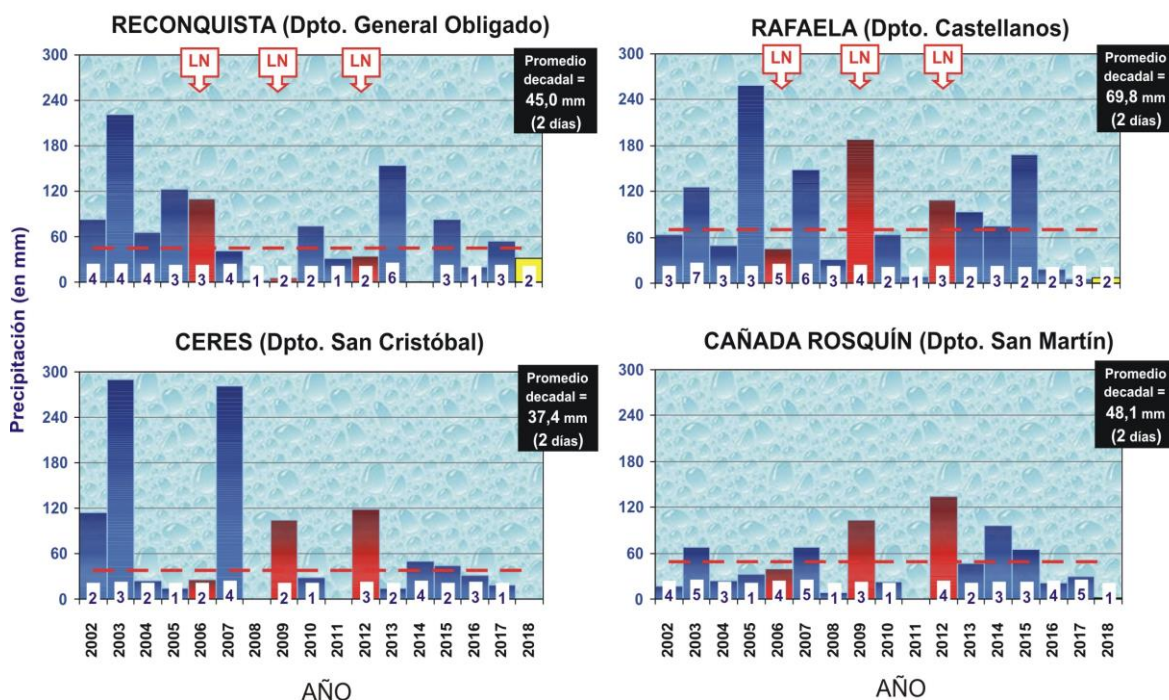 RECONQUISTA (Dpto. General Obligado)
LN LN LN
Promedio
decadal =
45,0 mm
(2 días)
300
240
180
120
60
0
4 4 4 3 3 4 1 2 2 1 2 6 3 1 3 2
RAFAELA (Dpto. Castellanos)
LN LN LN
Promedio
decadal =
69,8 mm
(2 días)
300
240
180
120
60
0
3 7 3 3 5 6 3 4 2 1 3 2 3 2 2 3 2
Precipitación (en mm)
CERES (Dpto. San Cristóbal)
Promedio
decadal =
37,4 mm
(2 días)
300
240
180
120
60
0
2 3 2 1 2 4 2 1 3 2 4 2 3 1
2002 2003 2004 2005 2006 2007 2008 2009 2010 2011 2012 2013 2014 2015 2016 2017 2018
AÑO
CAÑADA ROSQUÍN (Dpto. San Martín)
Promedio
decadal =
48,1 mm
(2 días)
300
240
180
120
60
0
4 5 3 1 4 5 1 3 1 4 2 3 3 4 5 1
2002 2003 2004 2005 2006 2007 2008 2009 2010 2011 2012 2013 2014 2015 2016 2017 2018
AÑO